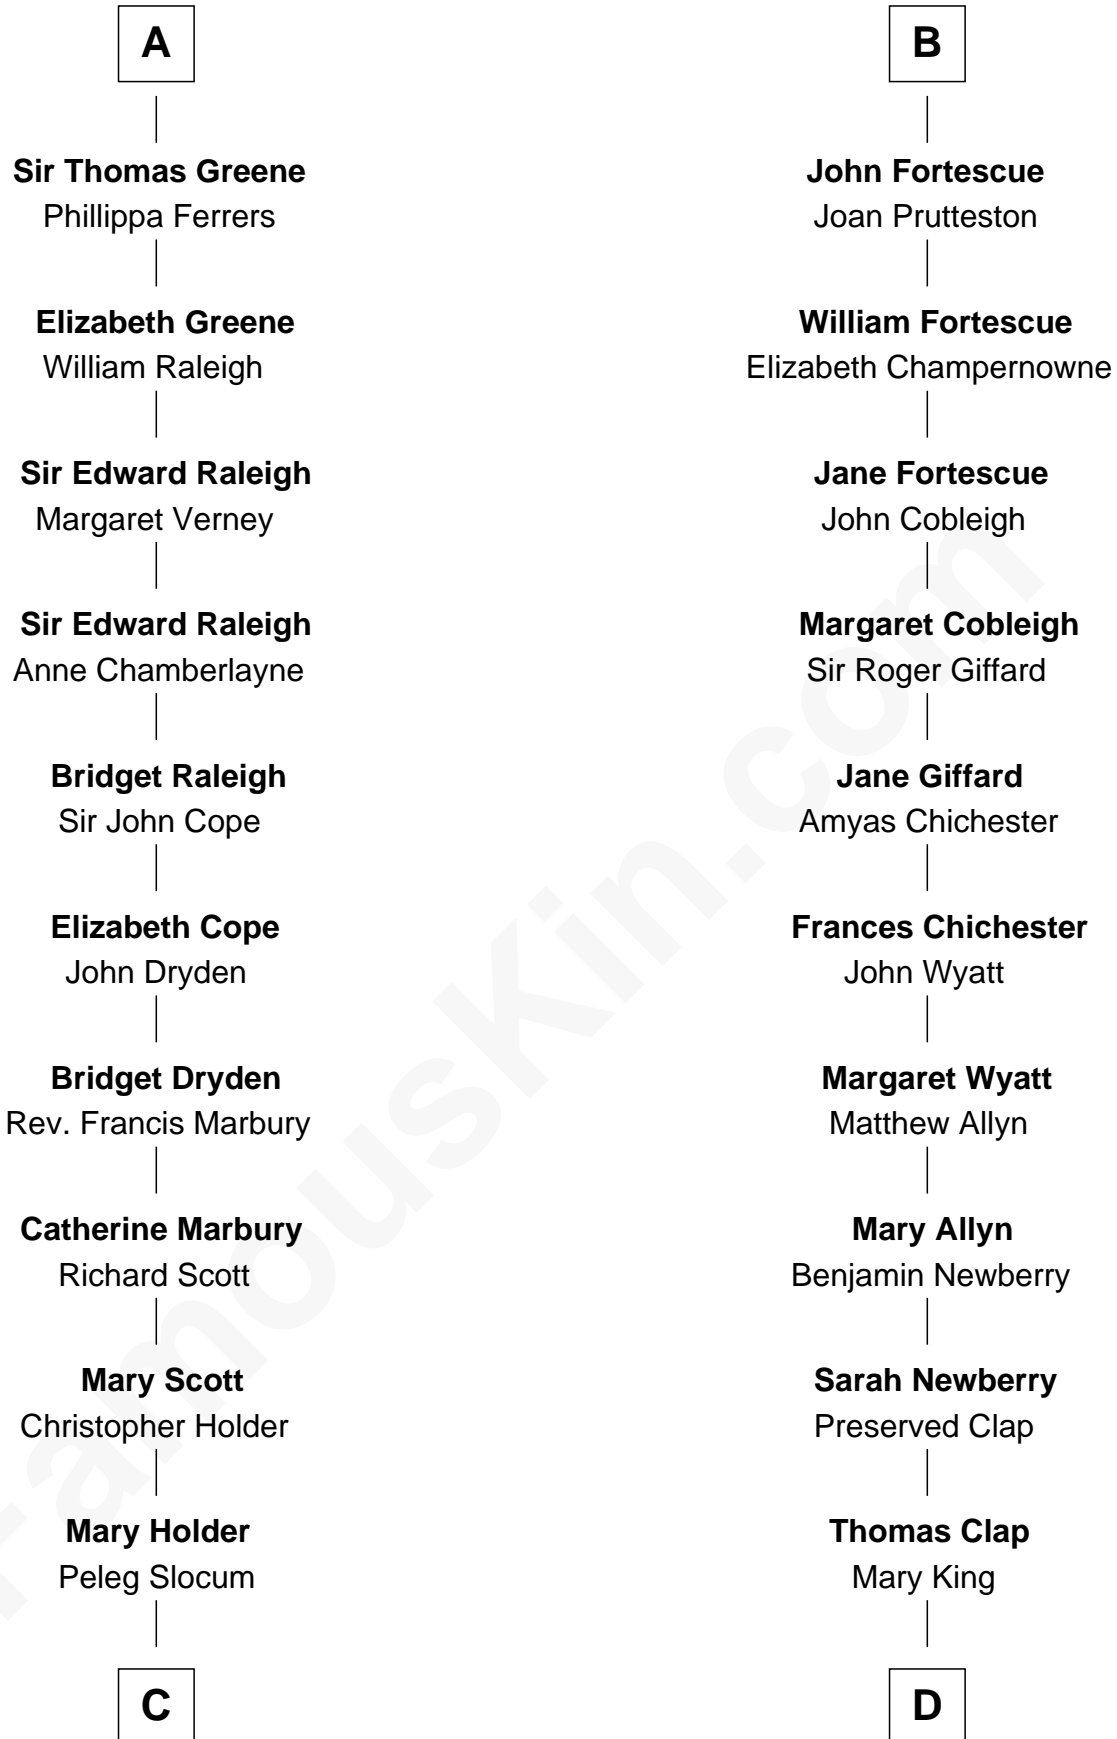 A
Sir Thomas Greene
Phillippa Ferrers
Elizabeth Greene
William Raleigh
Sir Edward Raleigh
Margaret Verney
Sir Edward Raleigh
Anne Chamberlayne
Bridget Raleigh
Sir John Cope
Elizabeth Cope
John Dryden
Bridget Dryden
Rev. Francis Marbury
Catherine Marbury
Richard Scott
Mary Scott
Christopher Holder
Mary Holder
Peleg Slocum
C
B
John Fortescue
Joan Prutteston
William Fortescue
Elizabeth Champernowne
Jane Fortescue
John Cobleigh
Margaret Cobleigh
Sir Roger Giffard
Jane Giffard
Amyas Chichester
Frances Chichester
John Wyatt
Margaret Wyatt
Matthew Allyn
Mary Allyn
Benjamin Newberry
Sarah Newberry
Preserved Clap
Thomas Clap
Mary King
D
FamousKin.com